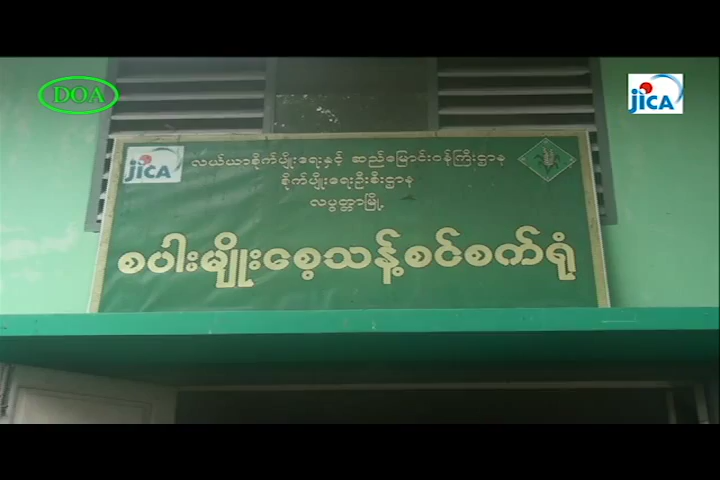 DOA
JICA
JICA
လယ်ယာစိုက်ပျိုးရေးနှင့် ဆည်မြောင်းဝန်ကြီးဌာန
စိုက်ပျိုးရေးဦးစီးဌာန
လပွတ္တာမြို့
စပါးမျိုးစေ့သန့်စင်စက်ရုံ